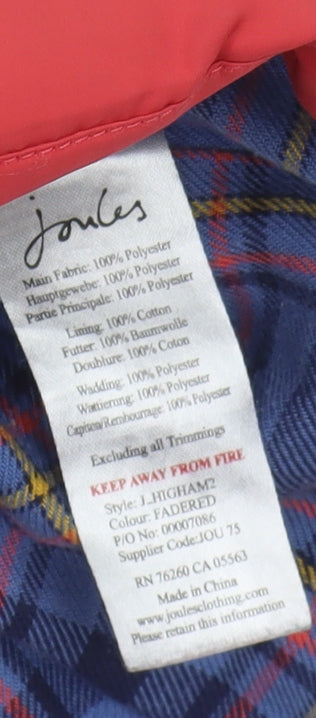 joules
Main Fabric: 100% Polyester
Hauptgewebe: 100% Polyester
Partie Principale: 100% Polyester
Lining: 100% Cotton
Futter: 100% Baumwolle
Doublure: 100% Coton
Wadding: 100% Polyester
Wattierung: 100% Polyester
Capiton/Rembourrage: 100% Polyester
Excluding all Trimmings
KEEP AWAY FROM FIRE
Style: J_HIGHAM2
Colour: FADERED
P/O No: 00007086
Supplier Code:JOU 75
RN 76260 CA 05563
Made in China
www.joulesclothing.com
Please retain this information